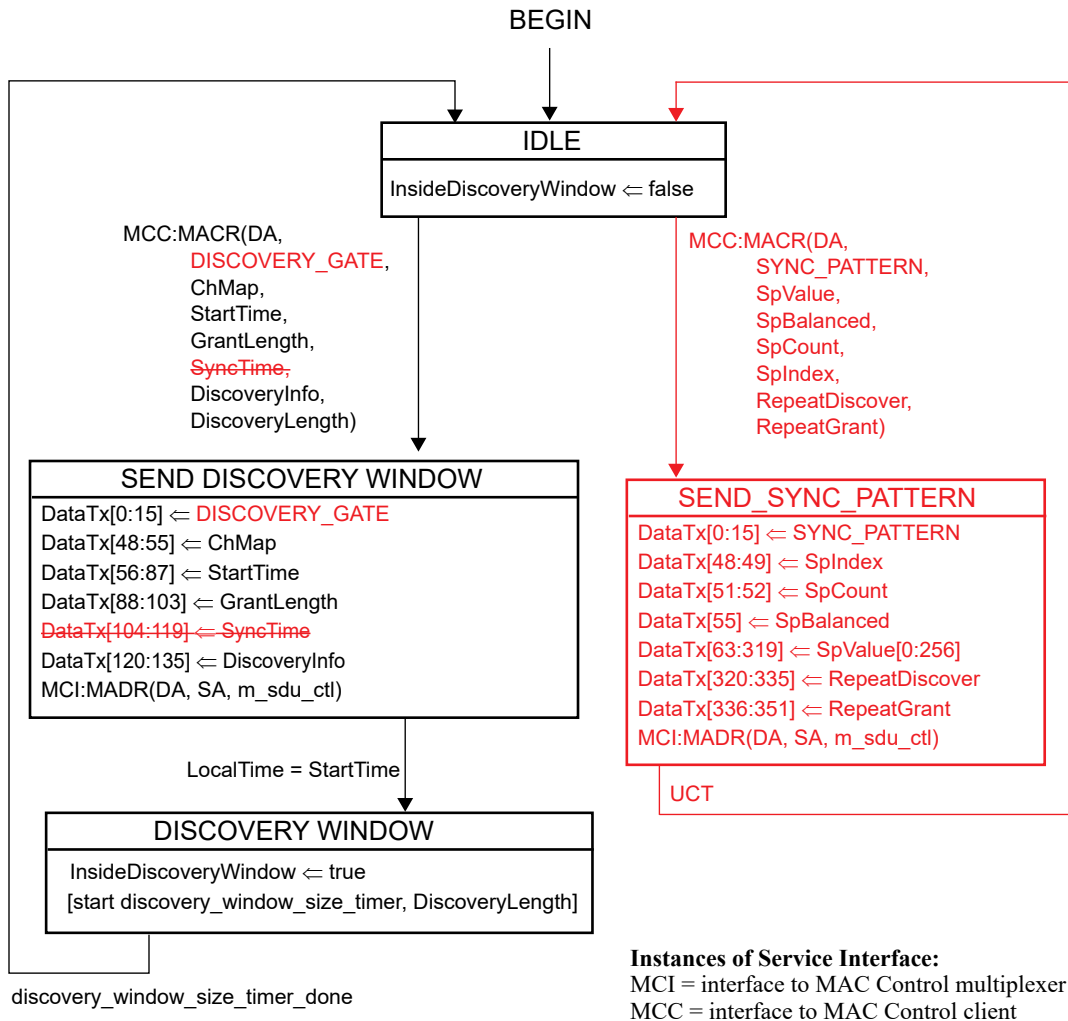 BEGIN
IDLE
InsideDiscoveryWindow ⇐ false
MCC:MACR(DA,
DISCOVERY_GATE,
ChMap,
StartTime,
GrantLength,
SyncTime,
DiscoveryInfo,
DiscoveryLength)
MCC:MACR(DA,
SYNC_PATTERN,
SpValue,
SpBalanced,
SpCount,
SpIndex,
RepeatDiscover,
RepeatGrant)
SEND DISCOVERY WINDOW
DataTx[0:15] ⇐ DISCOVERY_GATE
DataTx[48:55] ⇐ ChMap
DataTx[56:87] ⇐ StartTime
DataTx[88:103] ⇐ GrantLength
DataTx[104:119] ⇐ SyncTime
DataTx[120:135] ⇐ DiscoveryInfo
MCI:MADR(DA, SA, m_sdu_ctl)
SEND_SYNC_PATTERN
DataTx[0:15] ⇐ SYNC_PATTERN
DataTx[48:49] ⇐ SpIndex
DataTx[51:52] ⇐ SpCount
DataTx[55] ⇐ SpBalanced
DataTx[63:319] ⇐ SpValue[0:256]
DataTx[320:335] ⇐ RepeatDiscover
DataTx[336:351] ⇐ RepeatGrant
MCI:MADR(DA, SA, m_sdu_ctl)
LocalTime = StartTime
UCT
DISCOVERY WINDOW
InsideDiscoveryWindow ⇐ true
[start discovery_window_size_timer, DiscoveryLength]
discovery_window_size_timer_done
Instances of Service Interface:
MCI = interface to MAC Control multiplexer
MCC = interface to MAC Control client